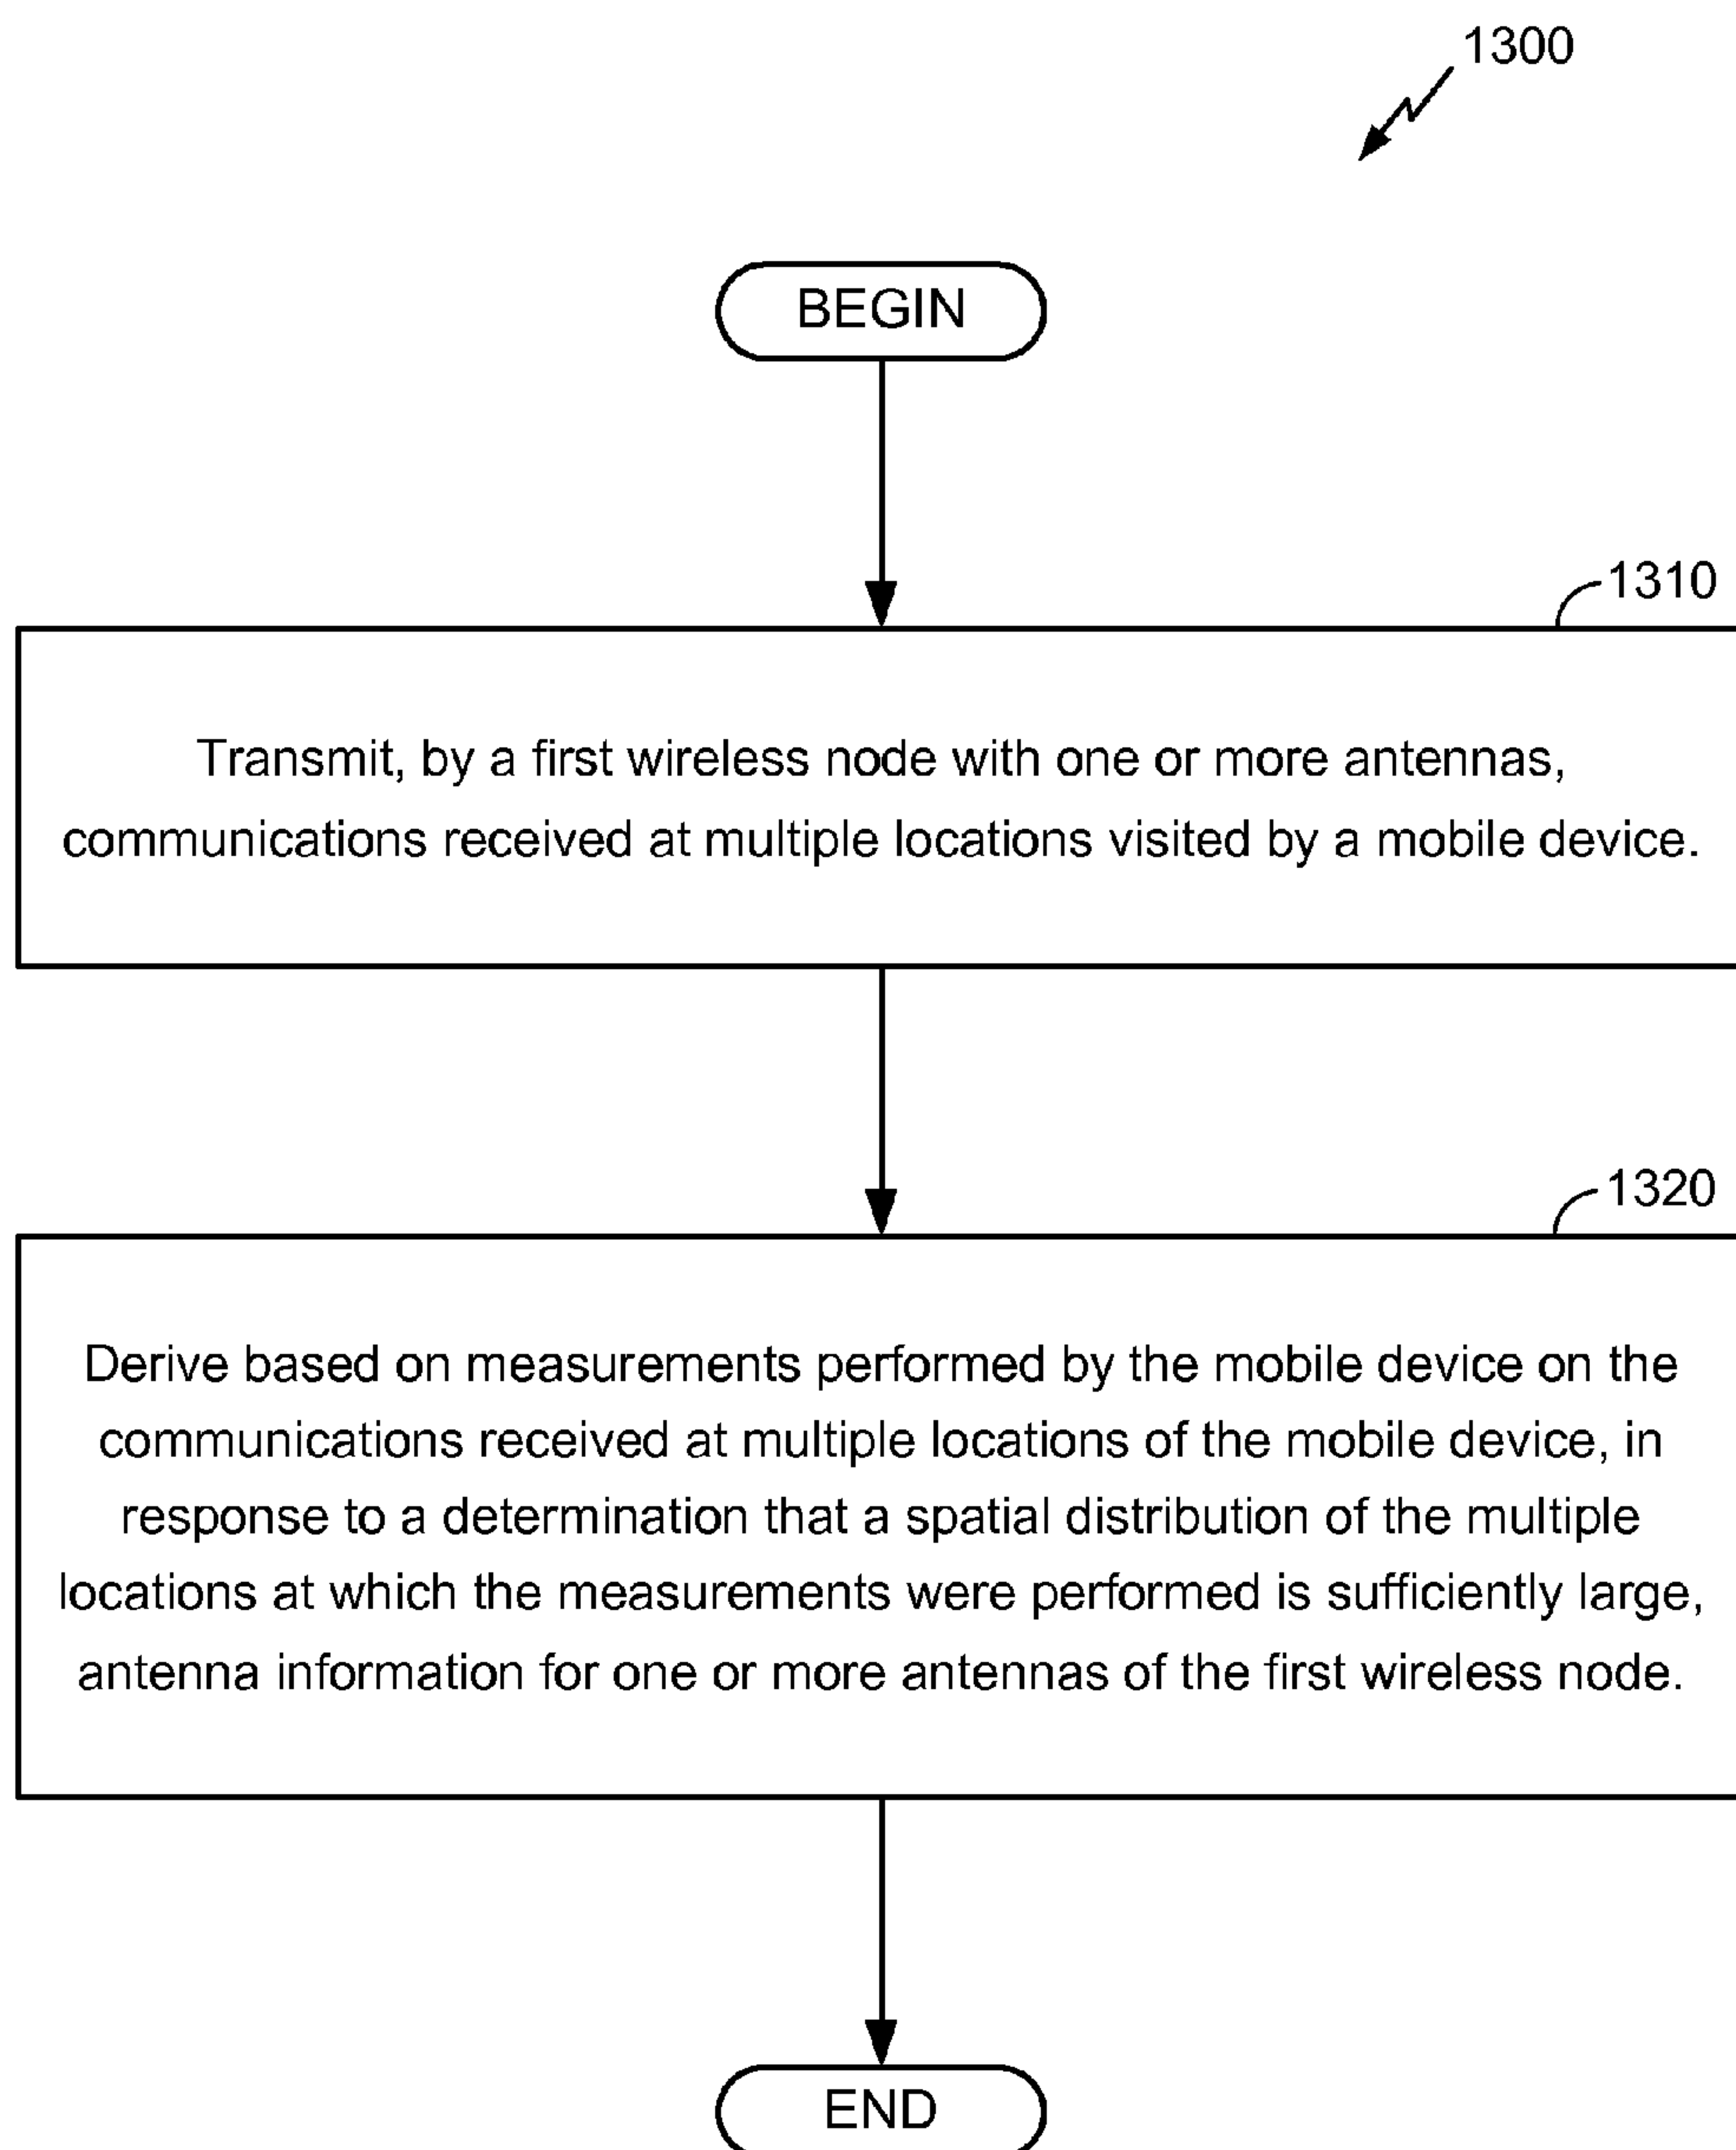 1300
BEGIN
1310
Transmit, by a first wireless node with one or more antennas,
communications received at multiple locations visited by a mobile device.
1320
Derive based on measurements performed by the mobile device on the
communications received at multiple locations of the mobile device, in
response to a determination that a spatial distribution of the multiple
locations at which the measurements were performed is sufficiently large,
antenna information for one or more antennas of the first wireless node.
END